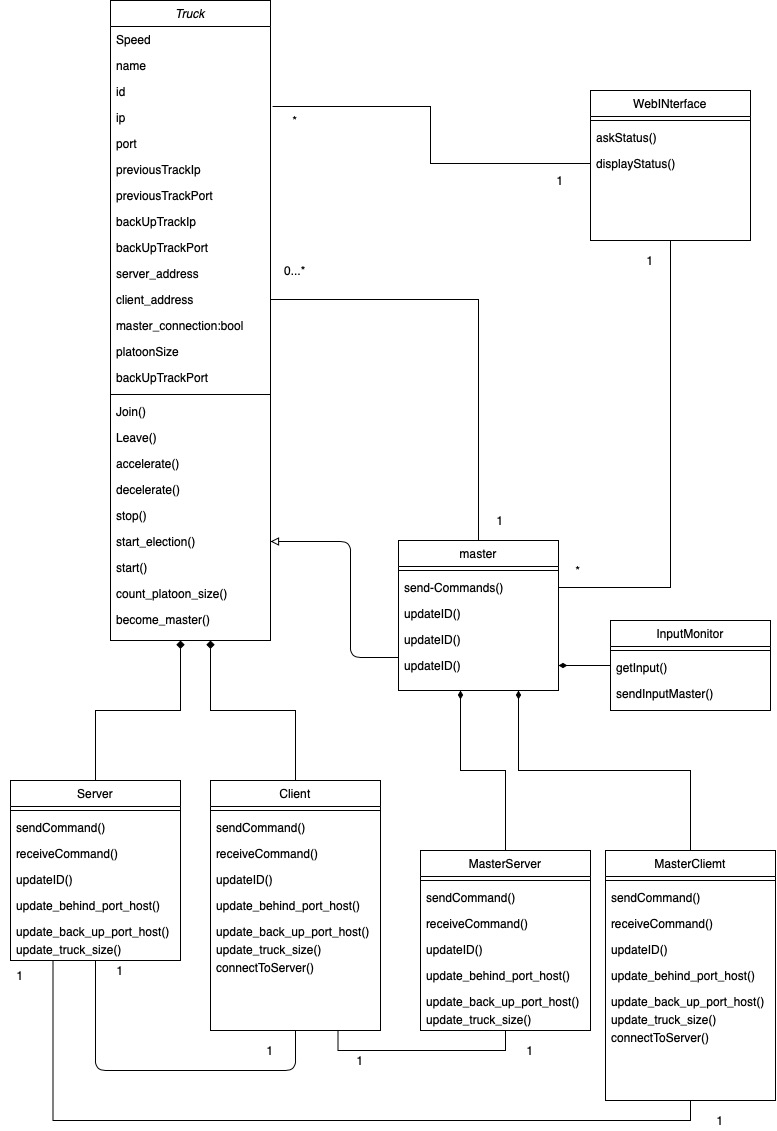 Truck
Speed
name
id
ip
port
previousTrackIp
previousTrackPort
backUpTrackIp
backUpTrackPort
server_address
client_address
master_connection:bool
platoonSize
backUpTrackPort
Join()
Leave()
accelerate()
decelerate()
stop()
start_election()
start()
count_platoon_size()
become_master()
*
WebINterface
askStatus()
displayStatus()
1
1
0...*
1
master
send-Commands()
updateID()
updateID()
updateID()
*
InputMonitor
getInput()
sendInputMaster()
Server
sendCommand()
receiveCommand()
updateID()
update_behind_port_host()
update_back_up_port_host()
update_truck_size()
1
1
Client
sendCommand()
receiveCommand()
updateID()
update_behind_port_host()
update_back_up_port_host()
update_truck_size()
connectToServer()
1
1
MasterServer
sendCommand()
receiveCommand()
updateID()
update_behind_port_host()
update_back_up_port_host()
update_truck_size()
1
MasterCliemt
sendCommand()
receiveCommand()
updateID()
update_behind_port_host()
update_back_up_port_host()
update_truck_size()
connectToServer()
1